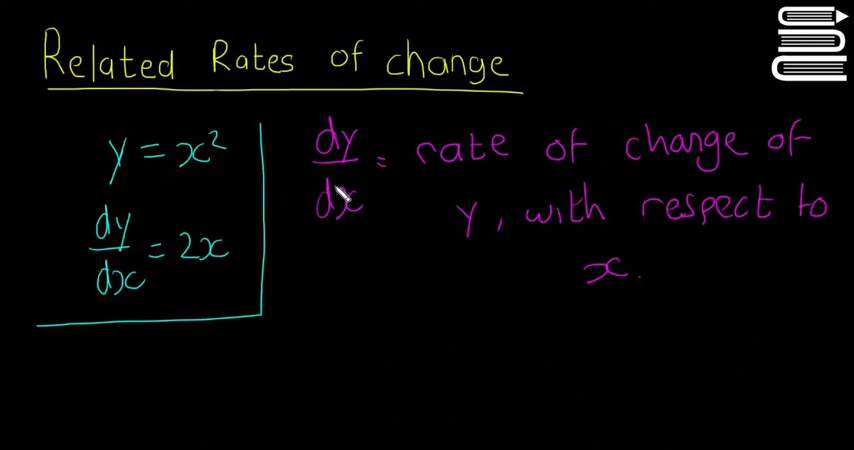 Related Rates of change
y = x²
dy/dx = 2x
dy/dx = rate of change of
y, with respect to
x.